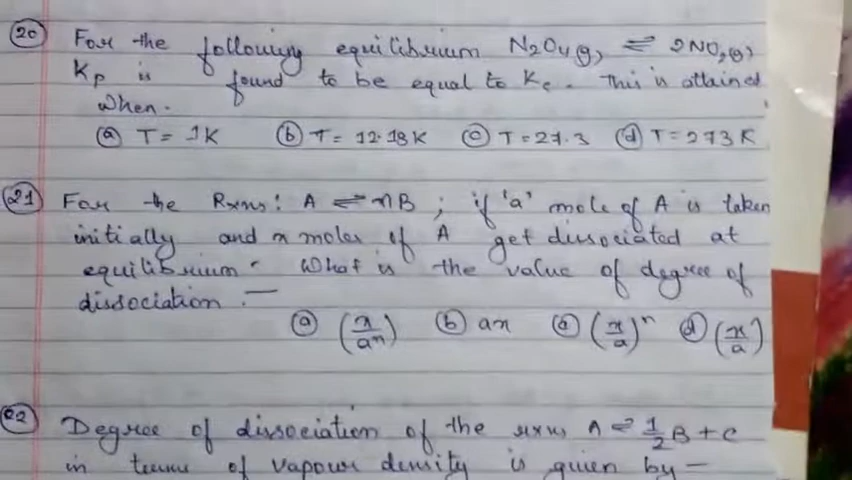 20 For the following equilibrium N2O4(g) ⇌ 2NO2(g)
Kp is found to be equal to Kc. This is attained
when.
(a) T = 1K (b) T = 12.18K (c) T = 27.3 (d) T = 273K
21 For the Rxns: A ⇌ nB ; if 'a' mole of A is taken
initially and x moles of A get dissociated at
equilibrium. What is the value of degree of
dissociation. —
(a) (x/an) (b) ax (c) (x/a)^n (d) (x/a)
22 Degree of dissociation of the rxns A ⇌ 1/2 B + C
in terms of vapour density is given by —